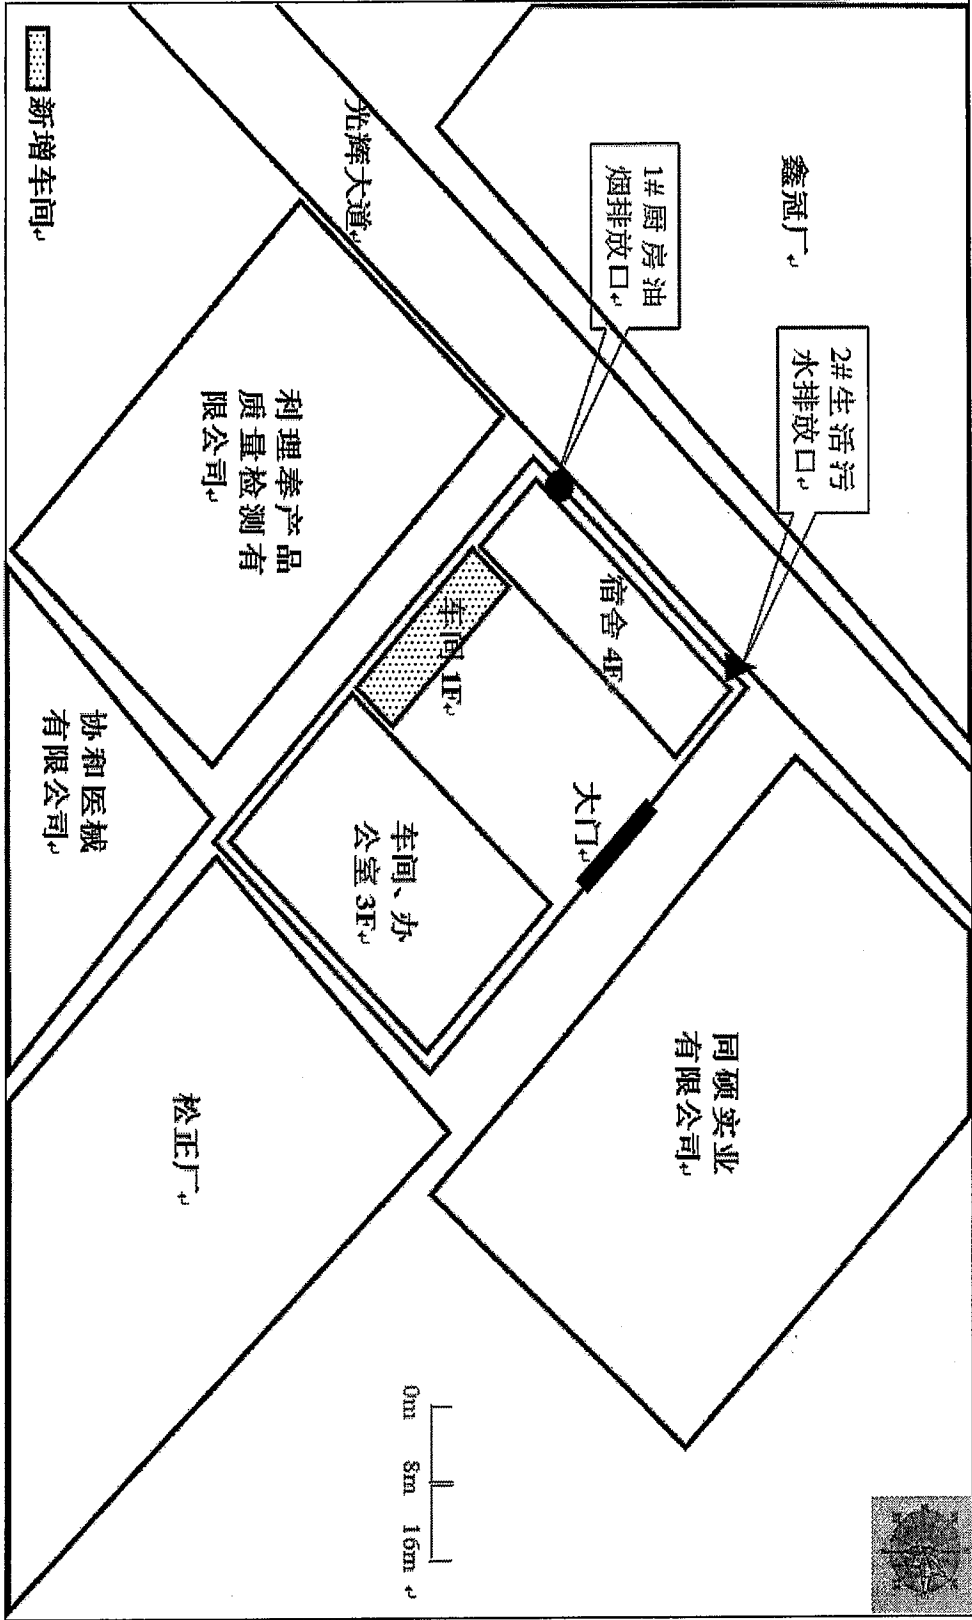 鑫冠厂
2#生活污
水排放口
1#厨房油
烟排放口
光辉大道
宿舍 4F
车间 1F
大门
车间、办
公室 3F
同硕实业
有限公司
利理奉产品
质量检测有
限公司
协和医械
有限公司
松正厂
新增车间
0m 8m 16m